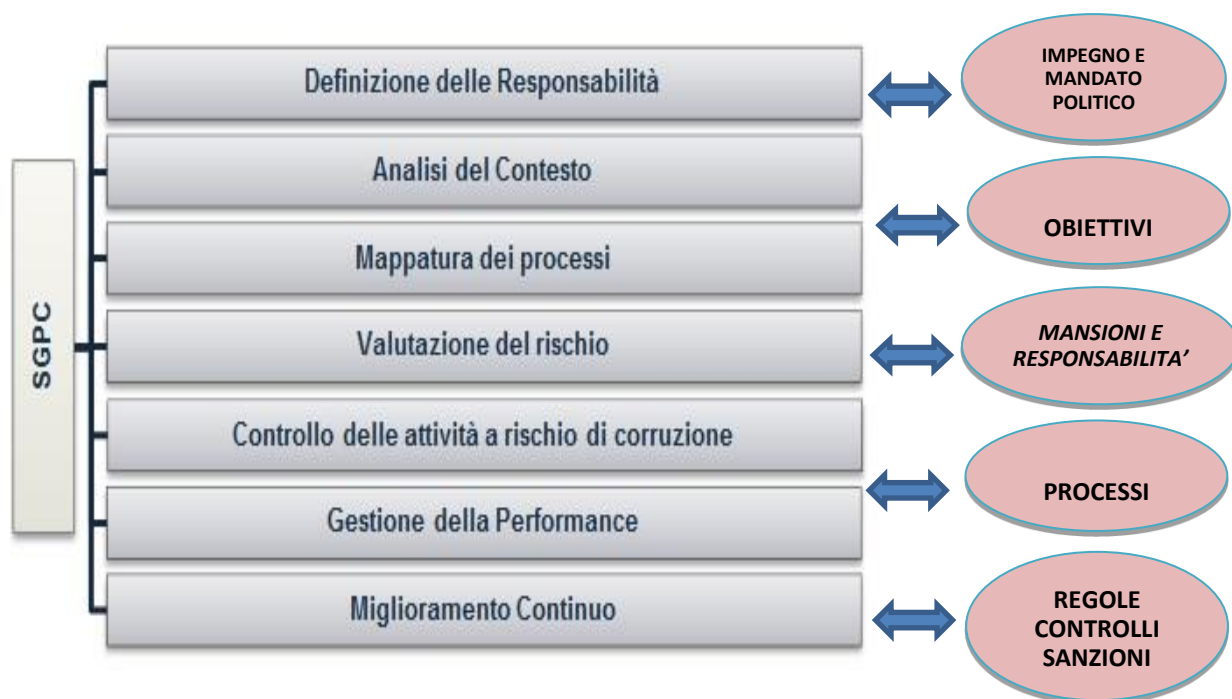 SGPC
Definizione delle Responsabilità
Analisi del Contesto
Mappatura dei processi
Valutazione del rischio
Controllo delle attività a rischio di corruzione
Gestione della Performance
Miglioramento Continuo
IMPEGNO E
MANDATO
POLITICO
OBIETTIVI
MANSIONI E
RESPONSABILITA’
PROCESSI
REGOLE
CONTROLLI
SANZIONI